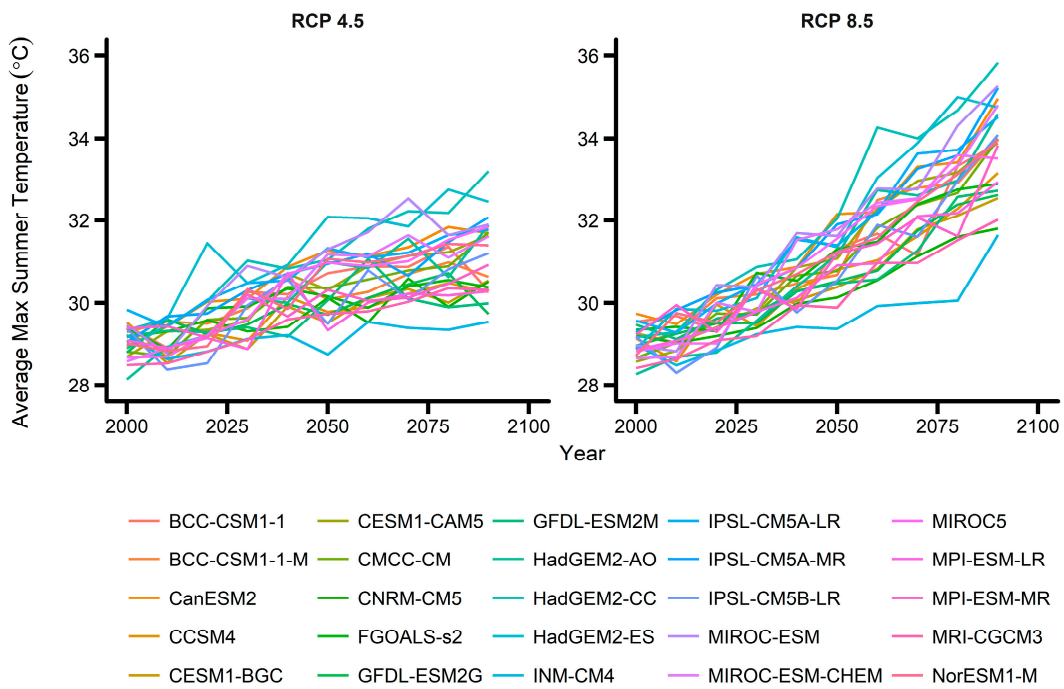 RCP 4.5 RCP 8.5
Average Max Summer Temperature (°C)
36
34
32
30
28
2000 2025 2050 2075 2100
36
34
32
30
28
2000 2025 2050 2075 2100
Year
BCC-CSM1-1 CESM1-CAM5 GFDL-ESM2M IPSL-CM5A-LR MIROC5
BCC-CSM1-1-M CMCC-CM HadGEM2-AO IPSL-CM5A-MR MPI-ESM-LR
CanESM2 CNRM-CM5 HadGEM2-CC IPSL-CM5B-LR MPI-ESM-MR
CCSM4 FGOALS-s2 HadGEM2-ES MIROC-ESM MRI-CGCM3
CESM1-BGC GFDL-ESM2G INM-CM4 MIROC-ESM-CHEM NorESM1-M